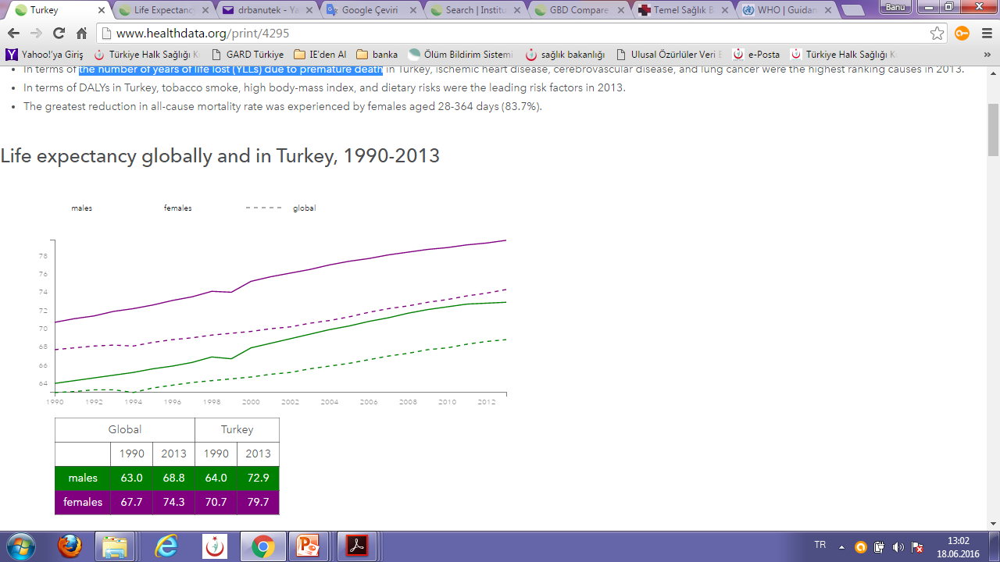 Turkey
Life Expectanc
drbanutek - Ya
Google Çeviri
Search | Institu
GBD Compare
Temel Sağlık B
WHO | Guidan
Banu
www.healthdata.org/print/4295
Yahoo!'ya Giriş
Türkiye Halk Sağlığı K
GARD Türkiye
IE'den Al
banka
Ölüm Bildirim Sistemi
sağlık bakanlığı
Ulusal Özürlüler Veri
e-Posta
Türkiye Halk Sağlığı K
»
• In terms of the number of years of life lost (YLLs) due to premature death in Turkey, ischemic heart disease, cerebrovascular disease, and lung cancer were the highest ranking causes in 2013.
• In terms of DALYs in Turkey, tobacco smoke, high body-mass index, and dietary risks were the leading risk factors in 2013.
• The greatest reduction in all-cause mortality rate was experienced by females aged 28-364 days (83.7%).
Life expectancy globally and in Turkey, 1990-2013
males females global
78
76
74
72
70
68
66
64
1990 1992 1994 1996 1998 2000 2002 2004 2006 2008 2010 2012
Global Turkey
1990 2013 1990 2013
males 63.0 68.8 64.0 72.9
females 67.7 74.3 70.7 79.7
TR
13:02
18.06.2016